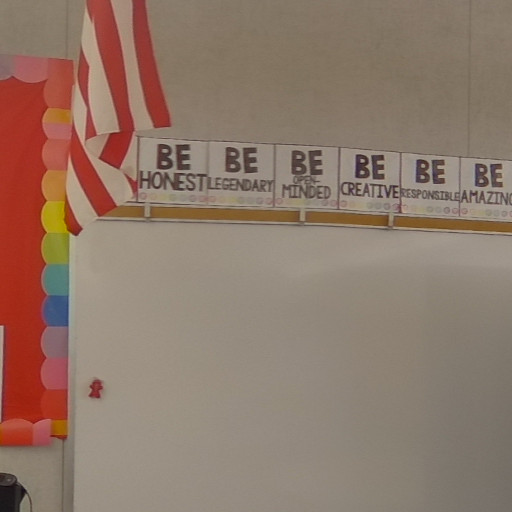 BE
HONEST
BE
LEGENDARY
BE
OPEN-
MINDED
BE
CREATIVE
BE
RESPONSIBLE
BE
AMAZING